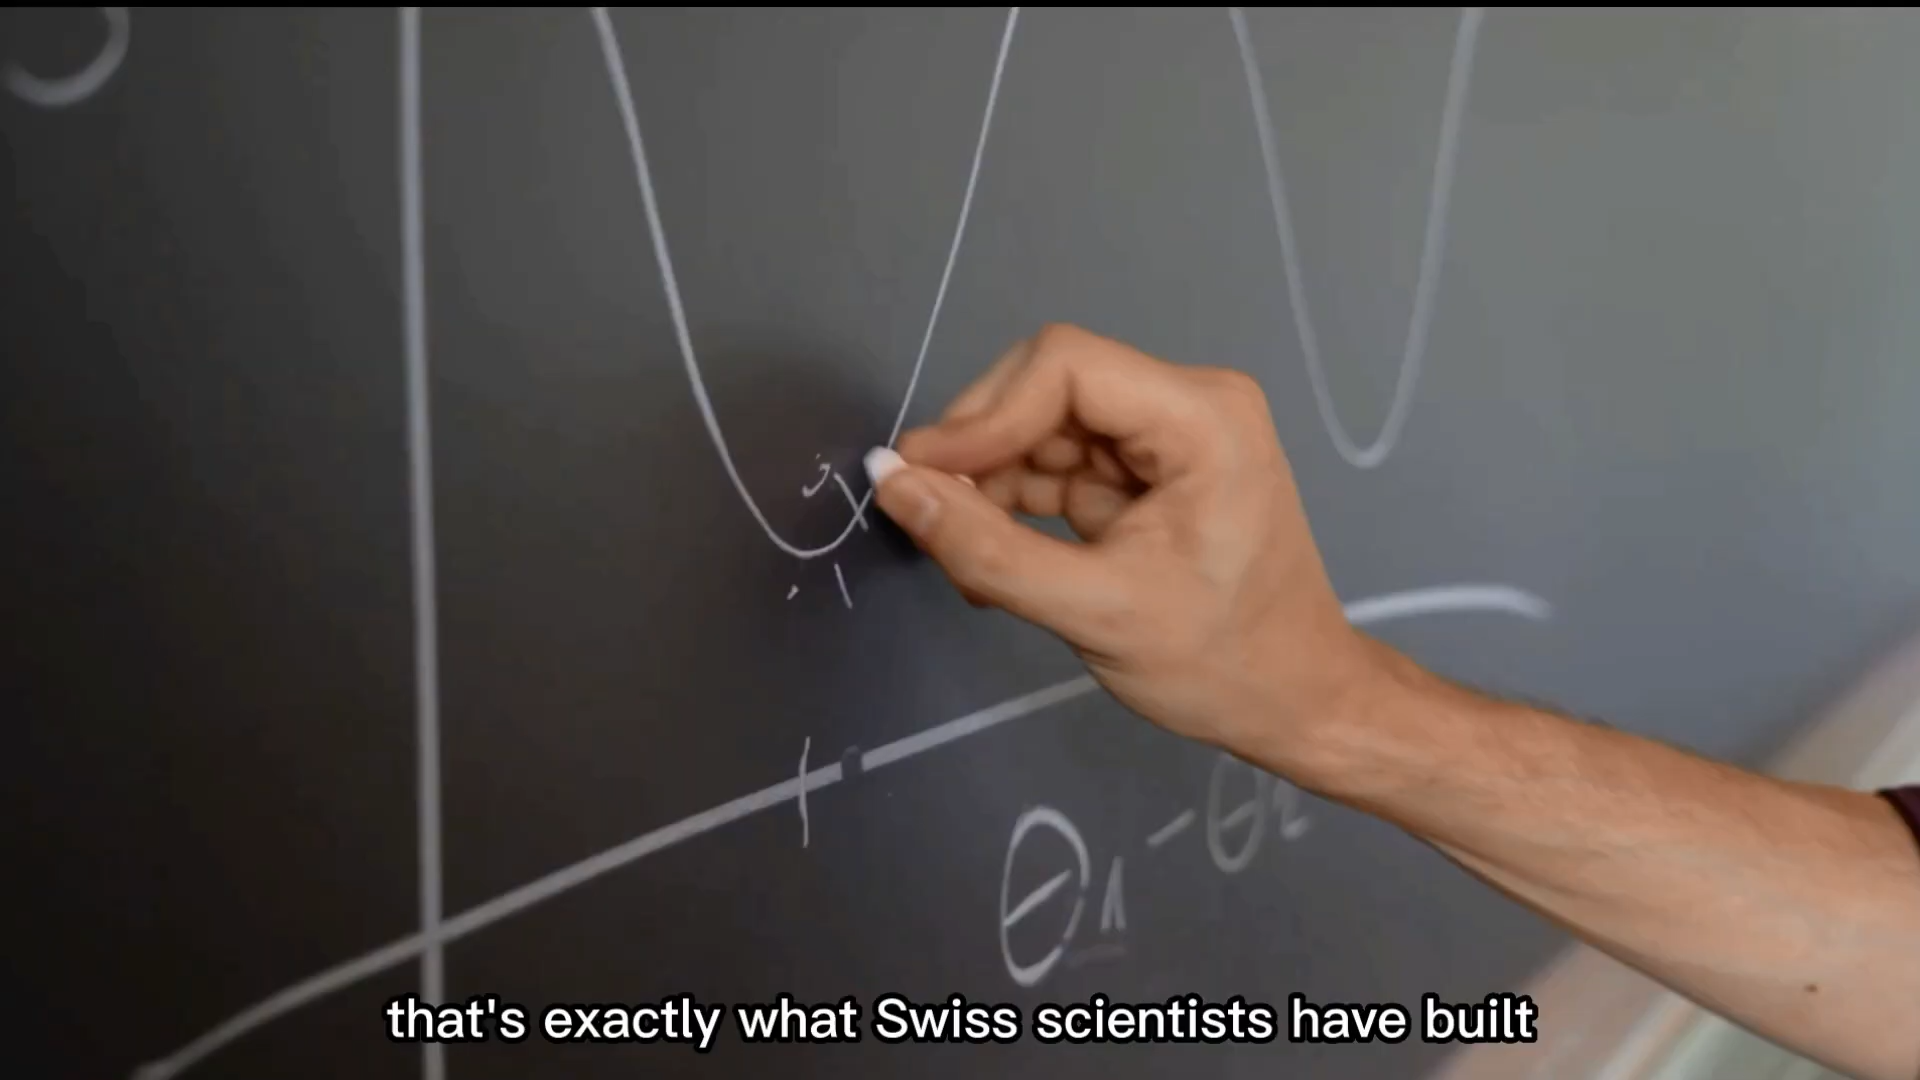 θ1 - θ2
that's exactly what Swiss scientists have built